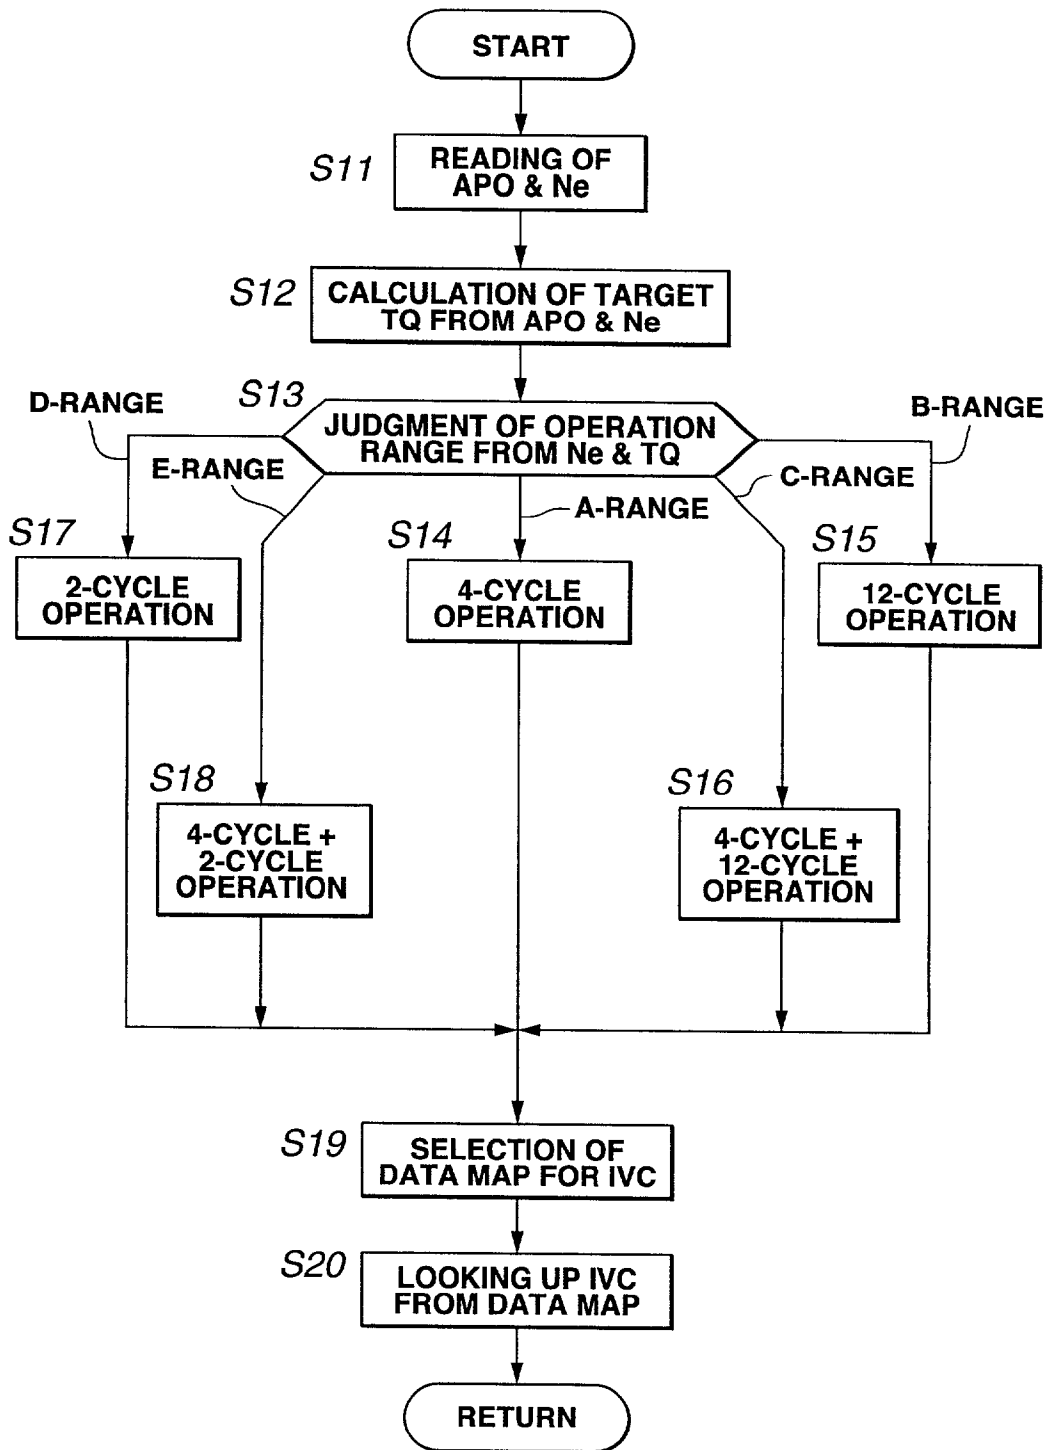 START
S11
READING OF
APO & Ne
S12
CALCULATION OF TARGET
TQ FROM APO & Ne
S13
JUDGMENT OF OPERATION
RANGE FROM Ne & TQ
D-RANGE
E-RANGE
A-RANGE
C-RANGE
B-RANGE
S17
2-CYCLE
OPERATION
S14
4-CYCLE
OPERATION
S15
12-CYCLE
OPERATION
S18
4-CYCLE +
2-CYCLE
OPERATION
S16
4-CYCLE +
12-CYCLE
OPERATION
S19
SELECTION OF
DATA MAP FOR IVC
S20
LOOKING UP IVC
FROM DATA MAP
RETURN